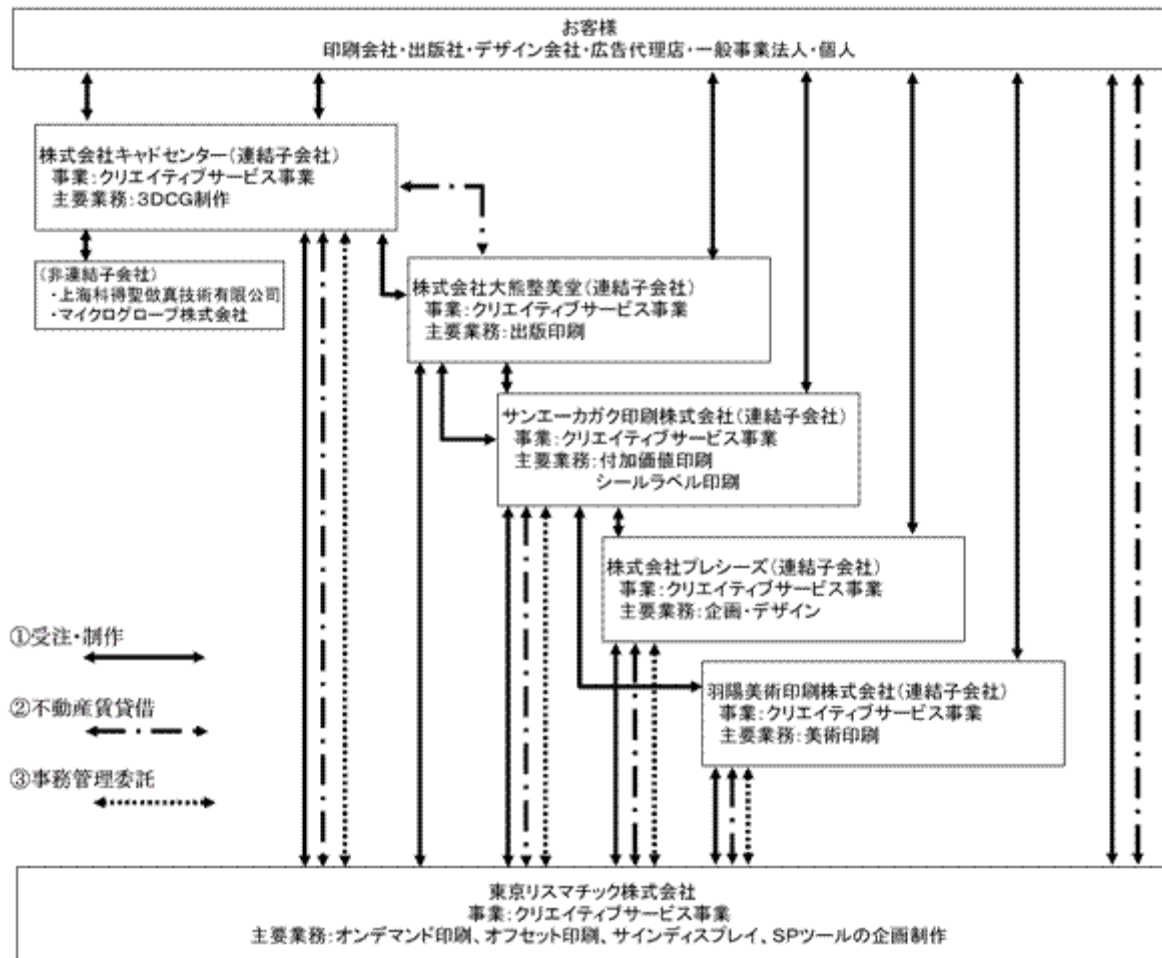 お客様
印刷会社・出版社・デザイン会社・広告代理店・一般事業法人・個人
株式会社キャドセンター(連結子会社)
事業:クリエイティブサービス事業
主要業務:3DCG制作
(非連結子会社)
・上海科得聖倣真技術有限公司
・マイクログローブ株式会社
株式会社大熊整美堂(連結子会社)
事業:クリエイティブサービス事業
主要業務:出版印刷
サンエーカガク印刷株式会社(連結子会社)
事業:クリエイティブサービス事業
主要業務:付加価値印刷
シールラベル印刷
株式会社プレシーズ(連結子会社)
事業:クリエイティブサービス事業
主要業務:企画・デザイン
羽陽美術印刷株式会社(連結子会社)
事業:クリエイティブサービス事業
主要業務:美術印刷
①受注・制作
②不動産賃貸借
③事務管理委託
東京リスマチック株式会社
事業:クリエイティブサービス事業
主要業務:オンデマンド印刷、オフセット印刷、サインディスプレイ、SPツールの企画制作